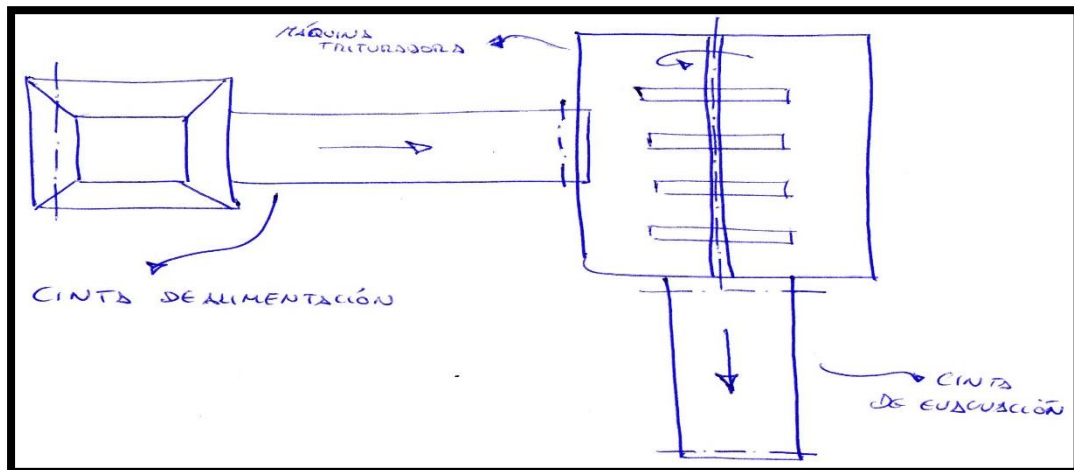 MÁQUINA
TRITURADORA
CINTA DE ALIMENTACIÓN
CINTA
DE EVACUACIÓN